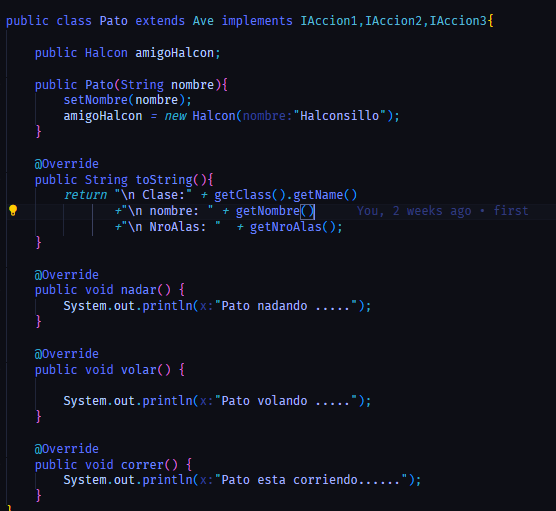 public class Pato extends Ave implements IAccion1,IAccion2,IAccion3{
public Halcon amigoHalcon;
public Pato(String nombre){
setNombre(nombre);
amigoHalcon = new Halcon(nombre:"Halconsillo");
}
@Override
public String toString(){
return "\n Clase:" + getClass().getName()
+"\n nombre: " + getNombre() You, 2 weeks ago • first
+"\n NroAlas: " + getNroAlas();
}
@Override
public void nadar() {
System.out.println(x:"Pato nadando .....");
}
@Override
public void volar() {
System.out.println(x:"Pato volando .....");
}
@Override
public void correr() {
System.out.println(x:"Pato esta corriendo......");
}
}